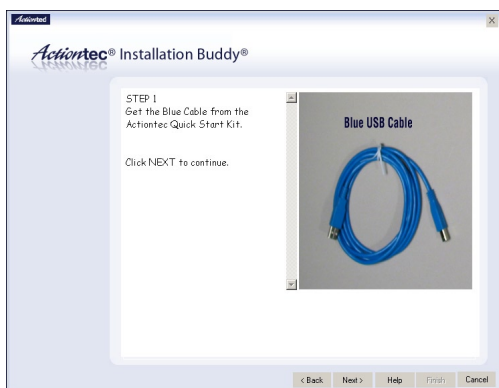 Actiontec
Actiontec® Installation Buddy®
STEP 1
Get the Blue Cable from the
Actiontec Quick Start Kit.
Click NEXT to continue.
Blue USB Cable
< Back Next > Help Finish Cancel